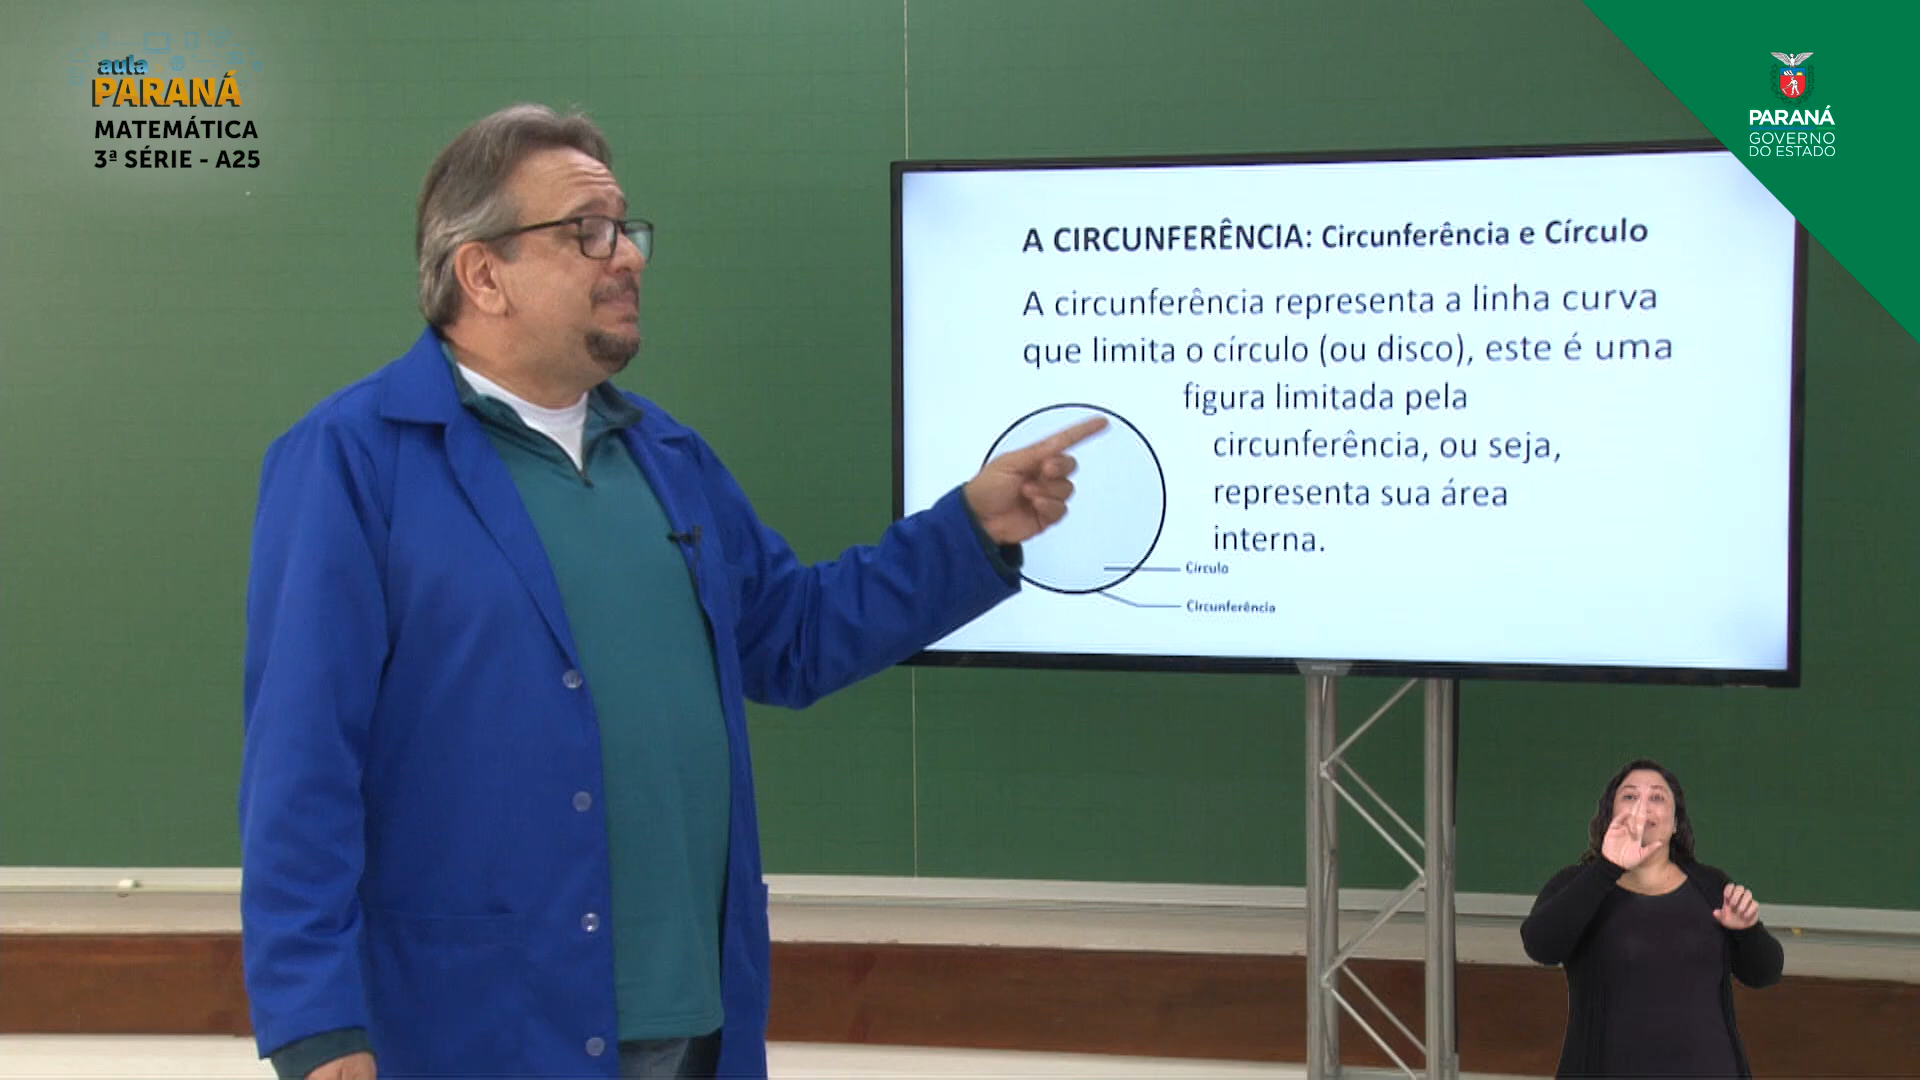 aula
PARANÁ
MATEMÁTICA
3ª SÉRIE - A25
PARANÁ
GOVERNO
DO ESTADO
A CIRCUNFERÊNCIA: Circunferência e Círculo
A circunferência representa a linha curva
que limita o círculo (ou disco), este é uma
figura limitada pela
circunferência, ou seja,
representa sua área
interna.
Círculo
Circunferência